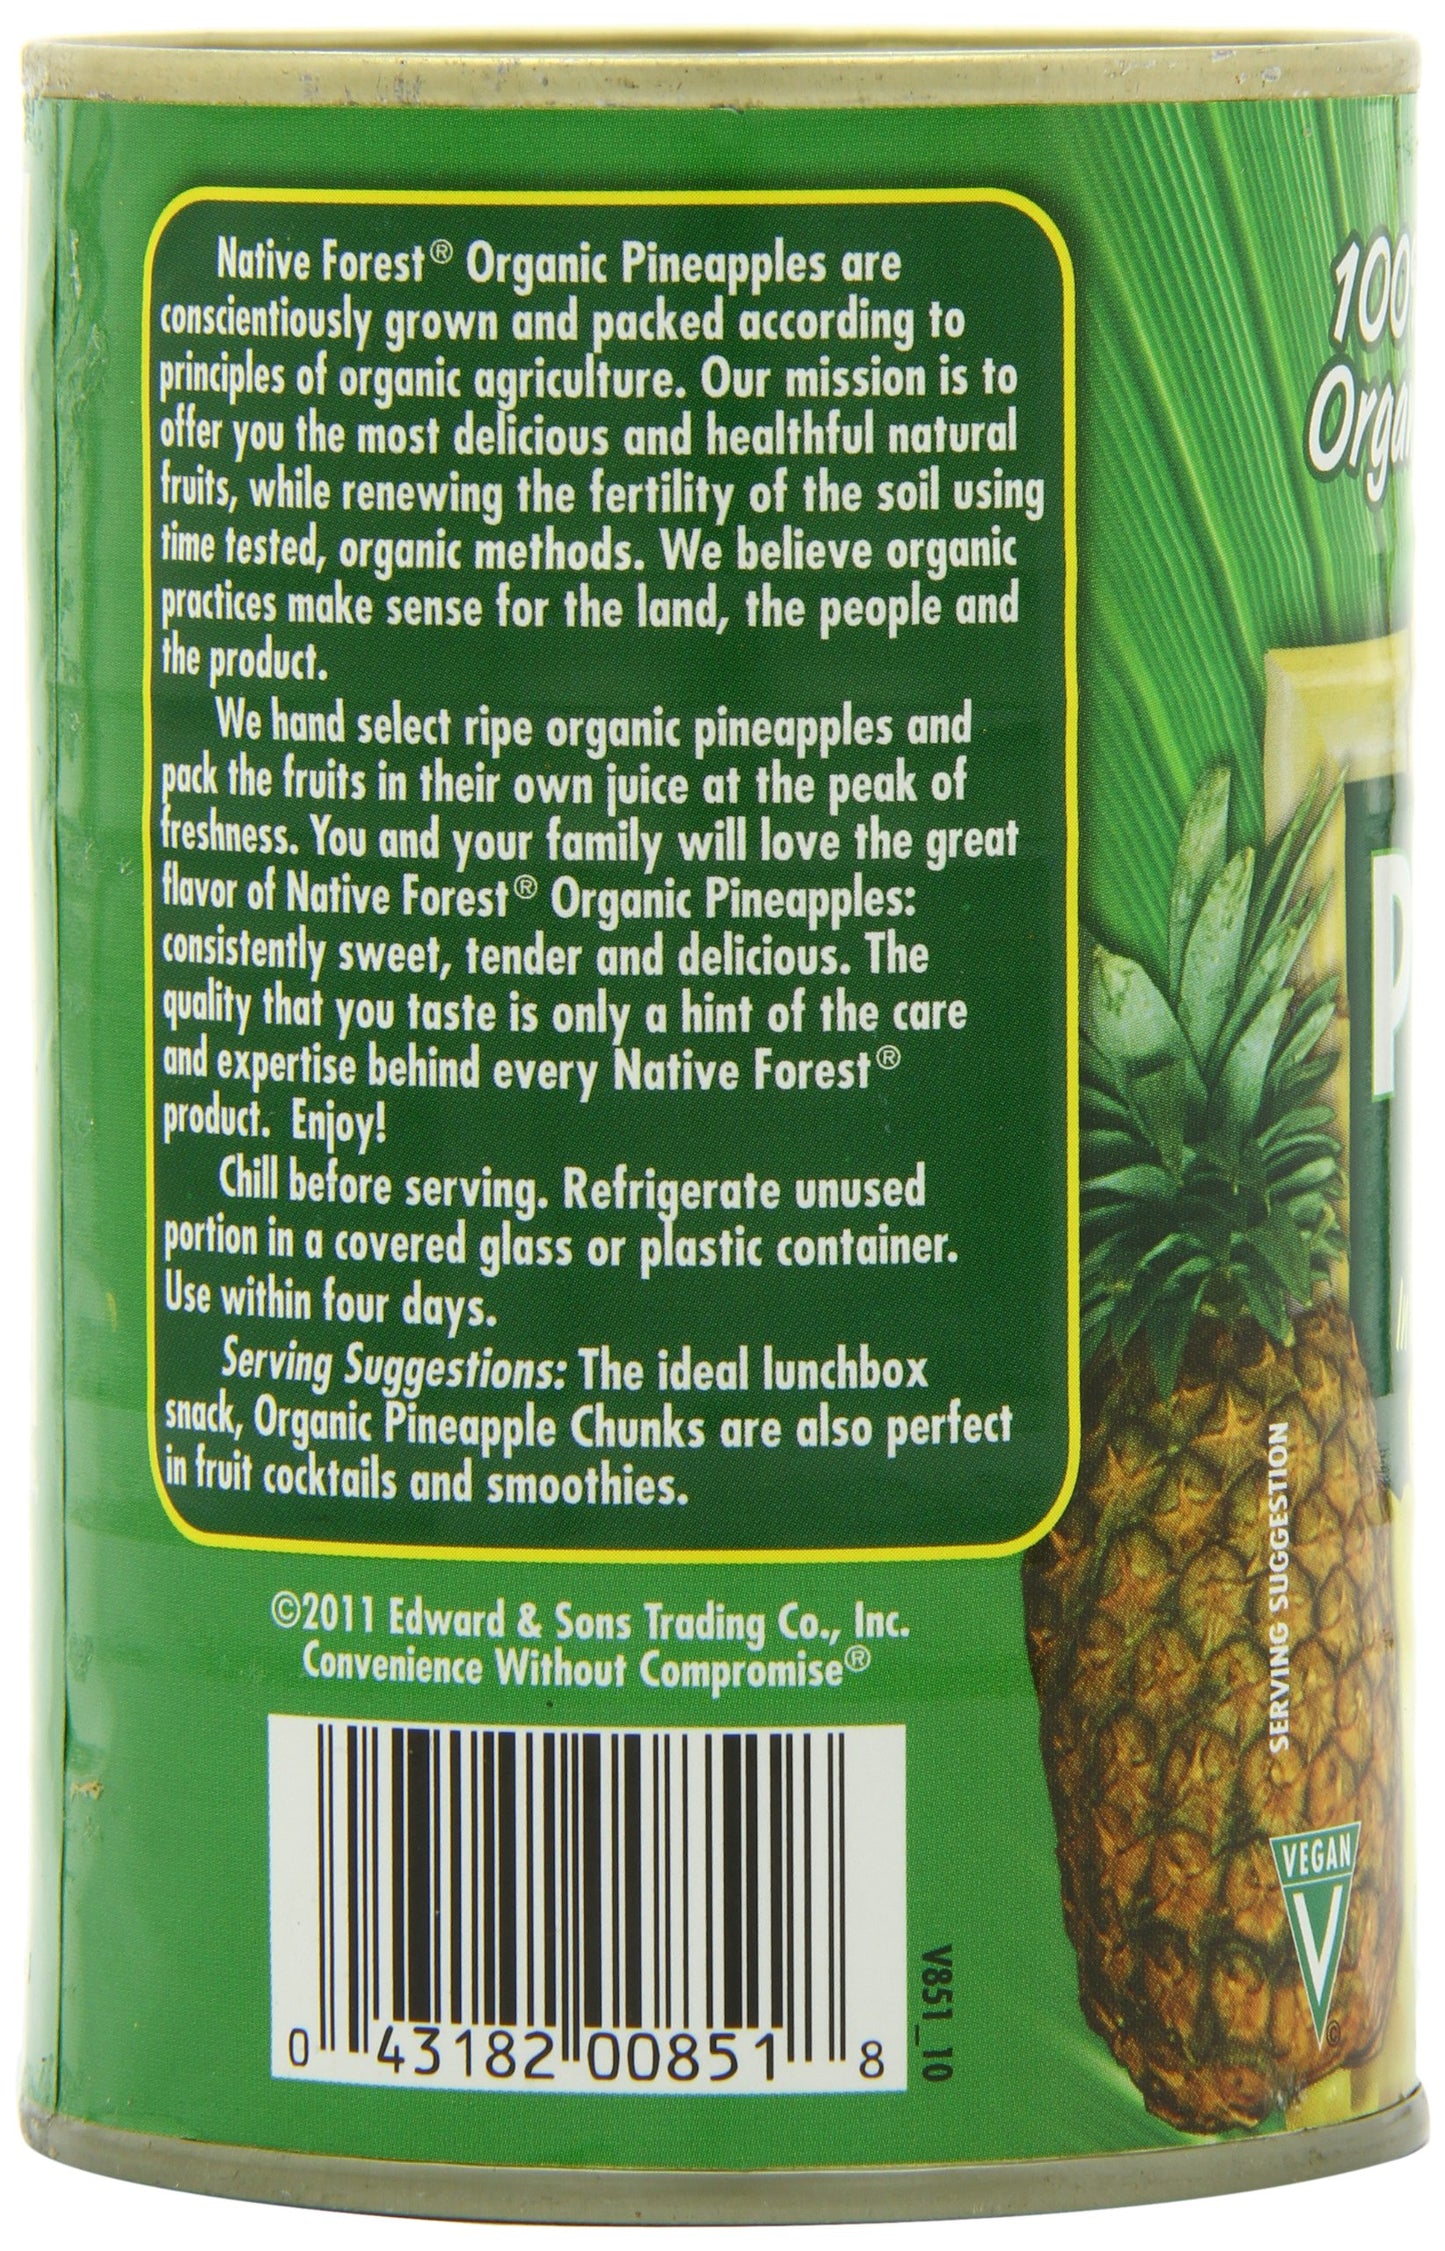 Native Forest® Organic Pineapples are
conscientiously grown and packed according to
principles of organic agriculture. Our mission is to
offer you the most delicious and healthful natural
fruits, while renewing the fertility of the soil using
time tested, organic methods. We believe organic
practices make sense for the land, the people and
the product.
We hand select ripe organic pineapples and
pack the fruits in their own juice at the peak of
freshness. You and your family will love the great
flavor of Native Forest® Organic Pineapples:
consistently sweet, tender and delicious. The
quality that you taste is only a hint of the care
and expertise behind every Native Forest®
product. Enjoy!
Chill before serving. Refrigerate unused
portion in a covered glass or plastic container.
Use within four days.
Serving Suggestions: The ideal lunchbox
snack, Organic Pineapple Chunks are also perfect
in fruit cocktails and smoothies.
©2011 Edward & Sons Trading Co., Inc.
Convenience Without Compromise®
0 43182 00851 8
V851_10
SERVING SUGGESTION
VEGAN
V
©